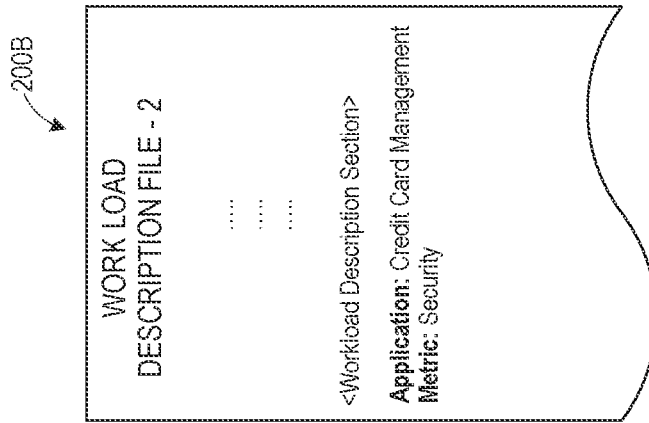 200B
WORK LOAD
DESCRIPTION FILE - 2
.....
.....
.....
<Workload Description Section>
Application: Credit Card Management
Metric: Security